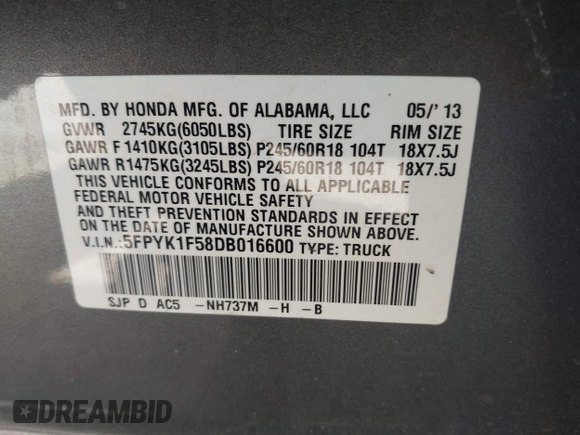 MFD. BY HONDA MFG. OF ALABAMA, LLC 05/'13
GVWR 2745KG(6050LBS) TIRE SIZE RIM SIZE
GAWR F 1410KG(3105LBS) P245/60R18 104T 18X7.5J
GAWR R1475KG(3245LBS) P245/60R18 104T 18X7.5J
THIS VEHICLE CONFORMS TO ALL APPLICABLE
FEDERAL MOTOR VEHICLE SAFETY
AND THEFT PREVENTION STANDARDS IN EFFECT
ON THE DATE OF MANUFACTURE SHOWN ABOVE.
V.I.N.:5FPYK1F58DB016600 TYPE: TRUCK
SJP D AC5 -NH737M -H -B
DREAMBID